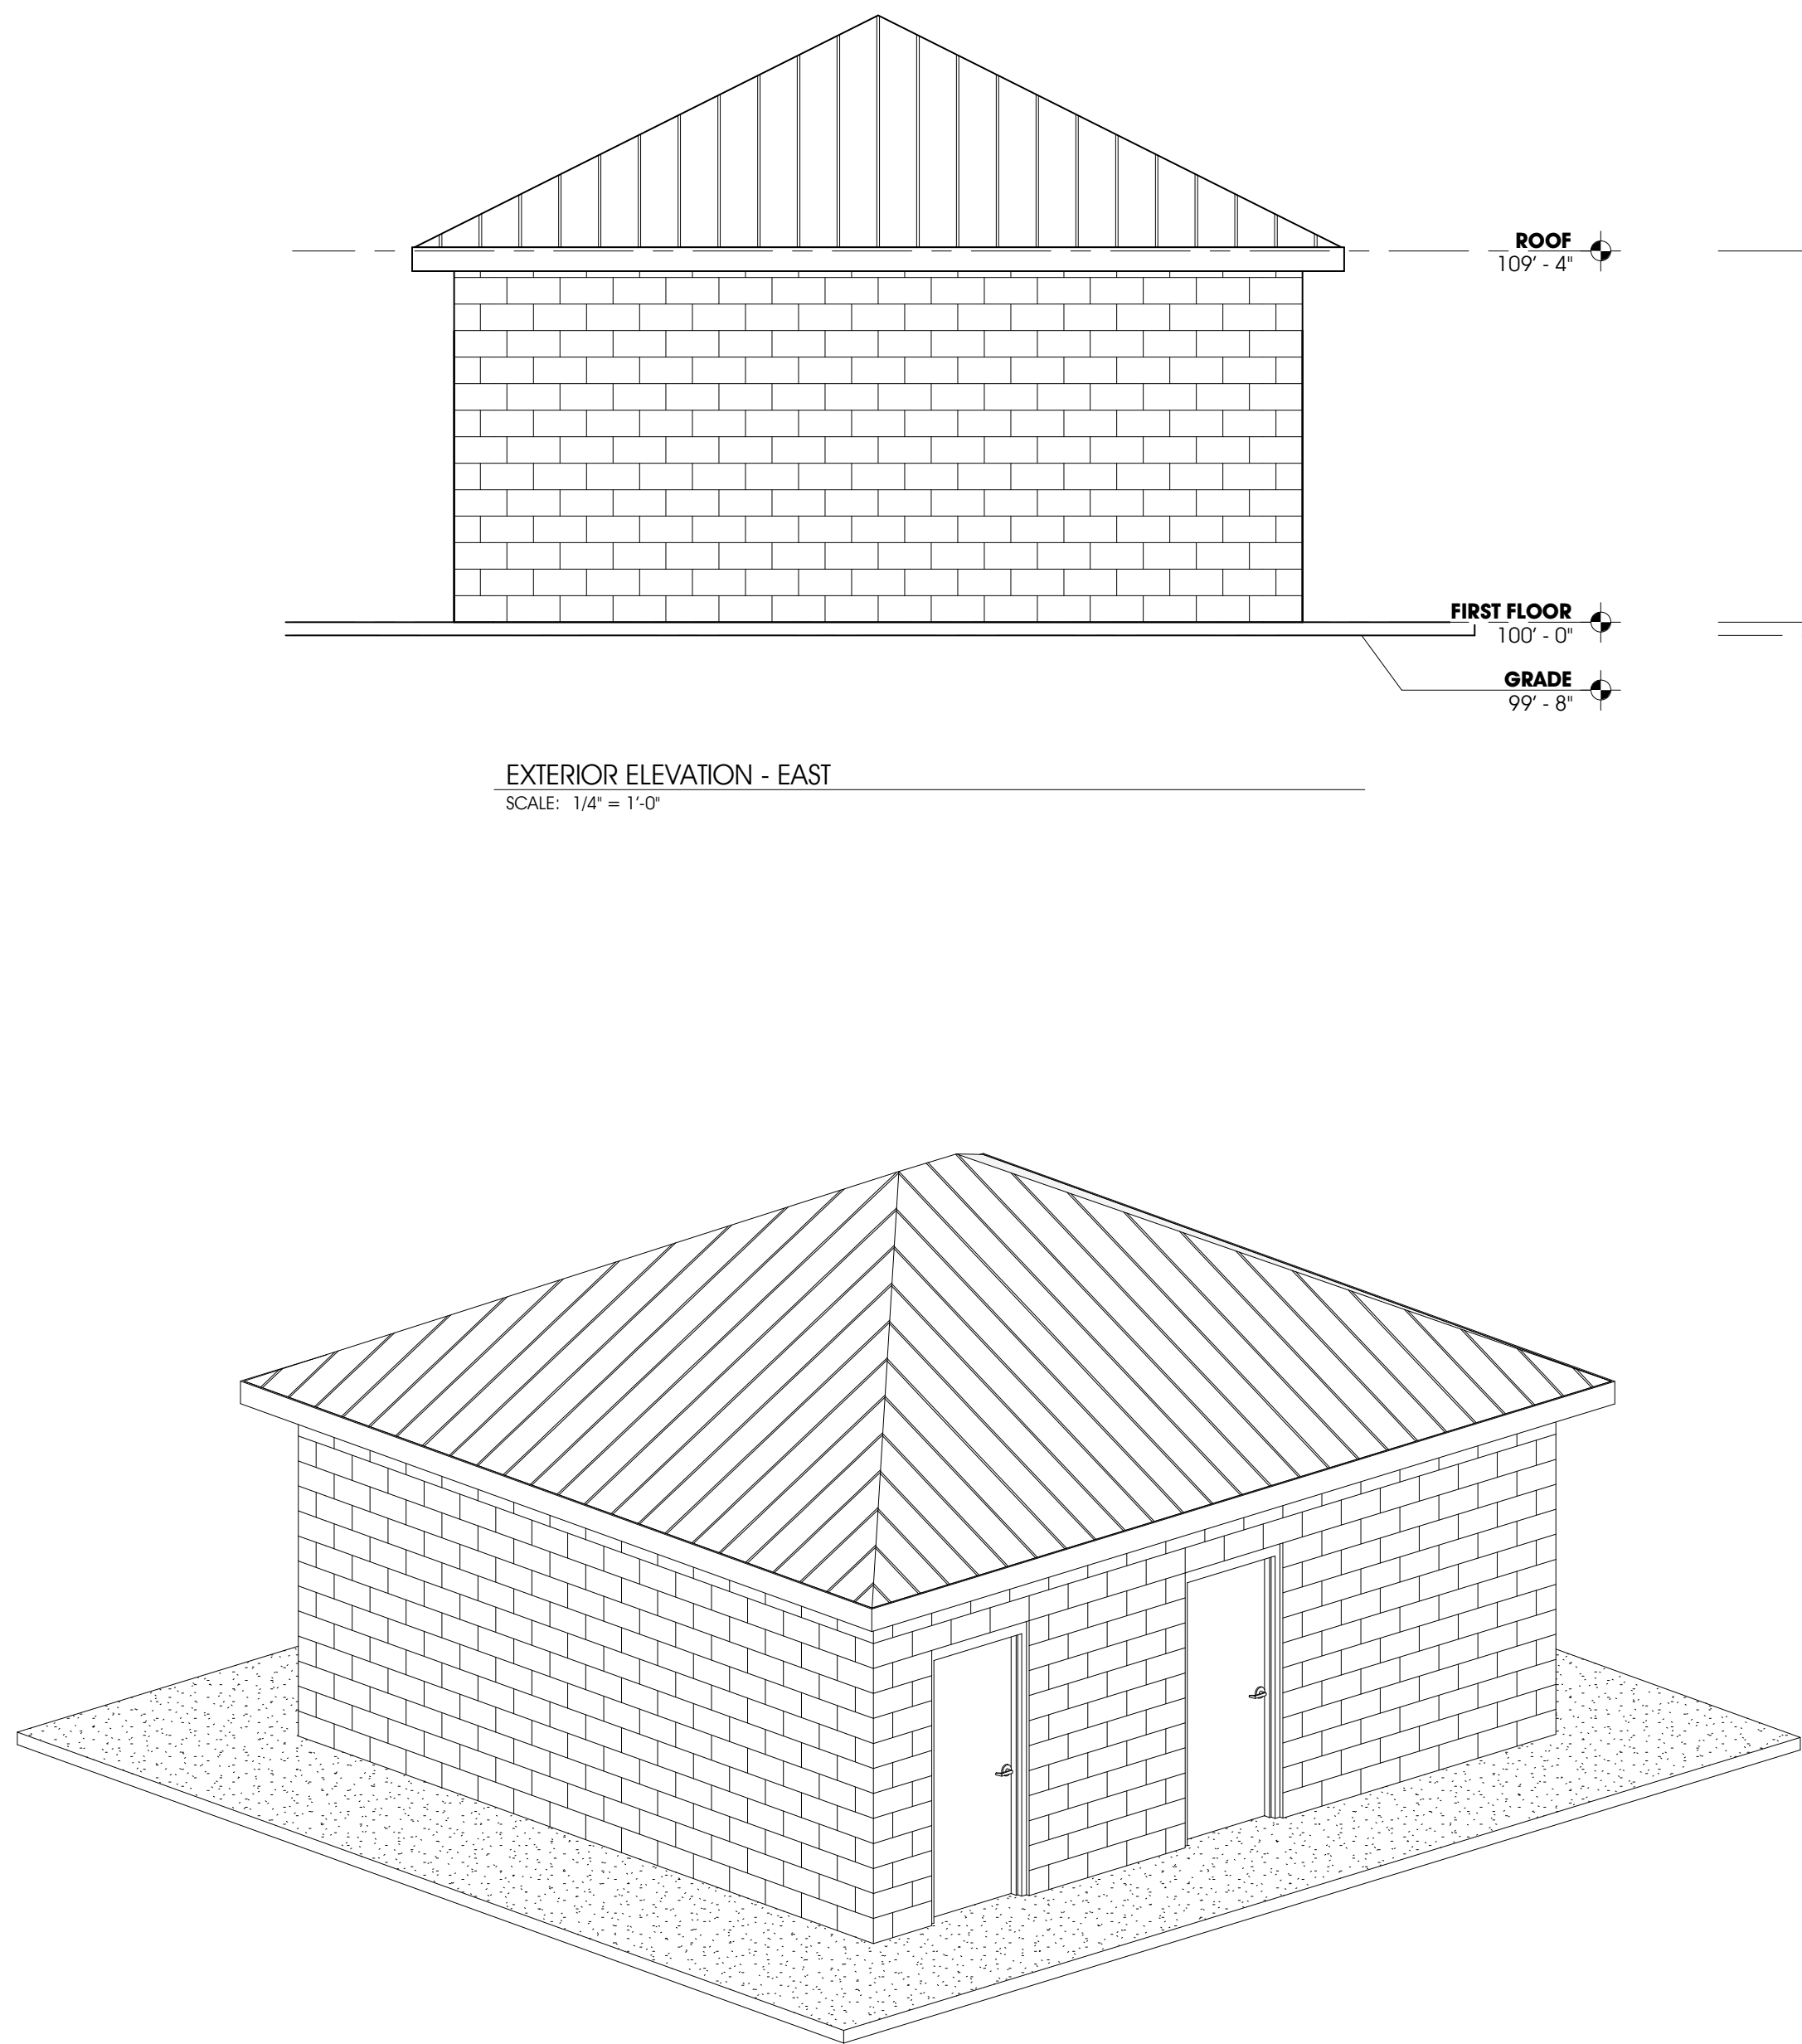 ROOF
109' - 4"
FIRST FLOOR
100' - 0"
GRADE
99' - 8"
EXTERIOR ELEVATION - EAST
SCALE: 1/4" = 1'-0"